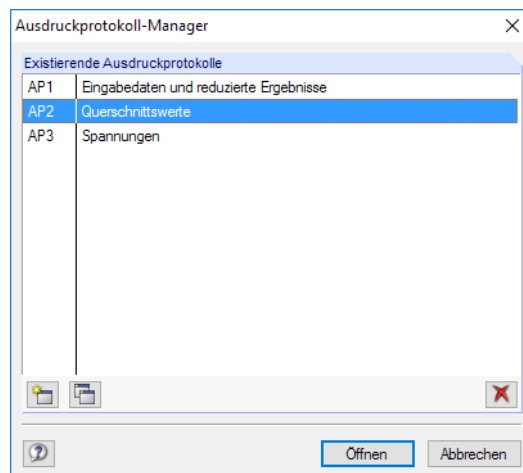 Ausdruckprotokoll-Manager
Existierende Ausdruckprotokolle
AP1 Eingabedaten und reduzierte Ergebnisse
AP2 Querschnittswerte
AP3 Spannungen
Öffnen Abbrechen